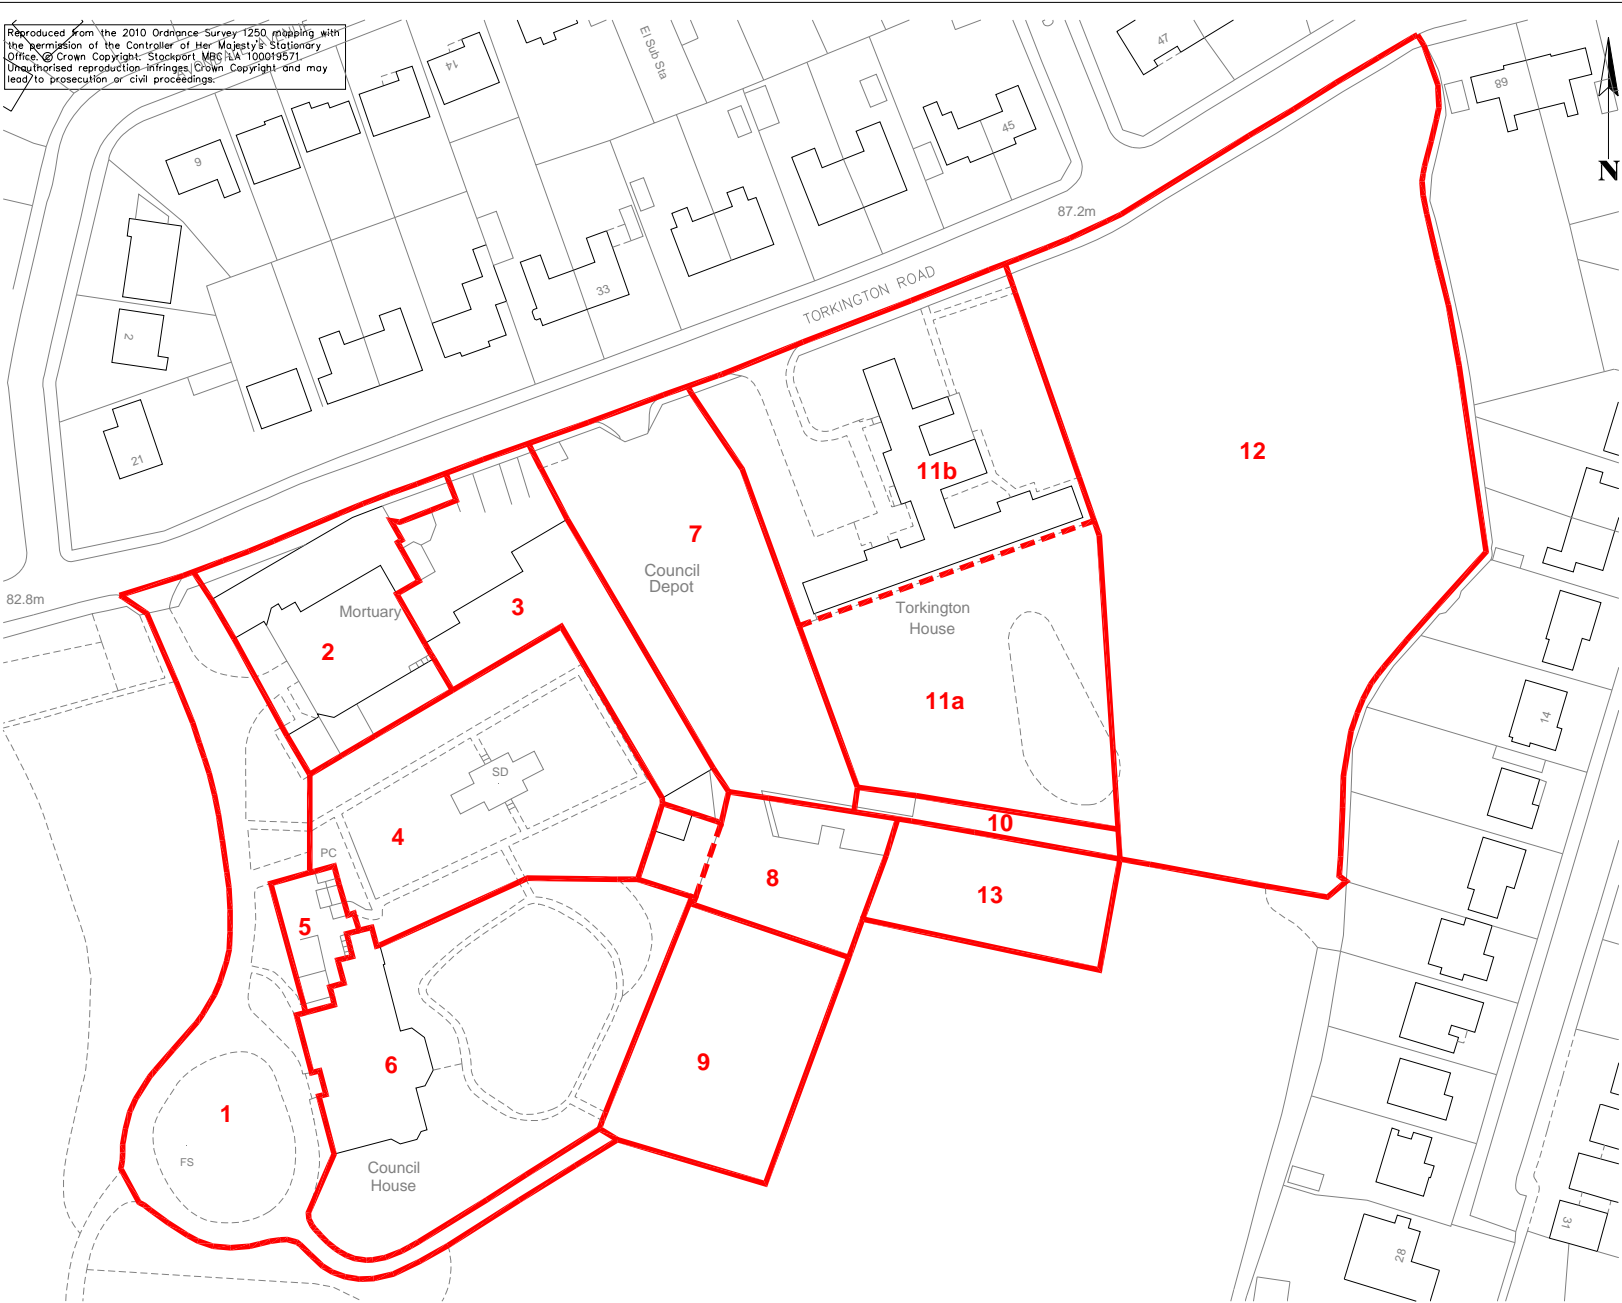 Reproduced from the 2010 Ordnance Survey 1250 mapping with
the permission of the Controller of Her Majesty's Stationary
Office. © Crown Copyright. Stockport MBC LA 100019571
Unauthorised reproduction infringes Crown Copyright and may
lead to prosecution or civil proceedings.
14
El Sub Sta
47
89
N
9
45
87.2m
33
TORKINGTON ROAD
2
21
12
11b
7
Council
Depot
82.8m
Mortuary
3
2
Torkington
House
11a
14
SD
4
10
PC
8
13
5
6
9
1
FS
Council
House
31
28